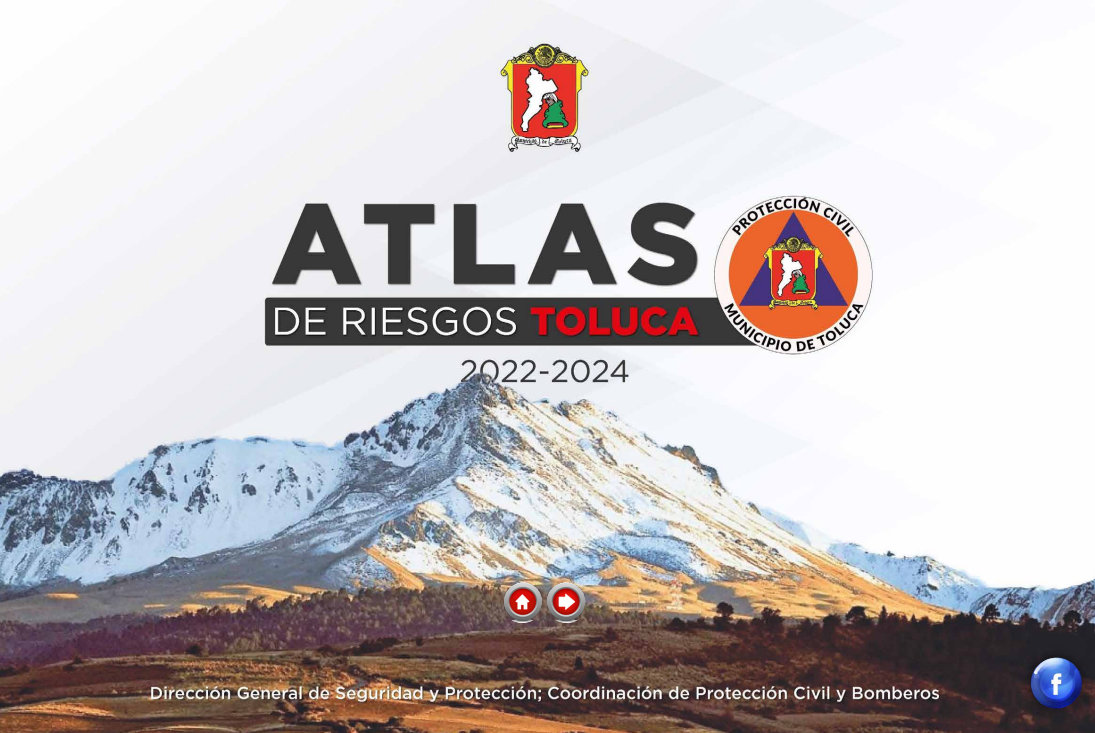 ATLAS
DE RIESGOS TOLUCA
2022-2024
PROTECCIÓN CIVIL
MUNICIPIO DE TOLUCA
Dirección General de Seguridad y Protección; Coordinación de Protección Civil y Bomberos
f